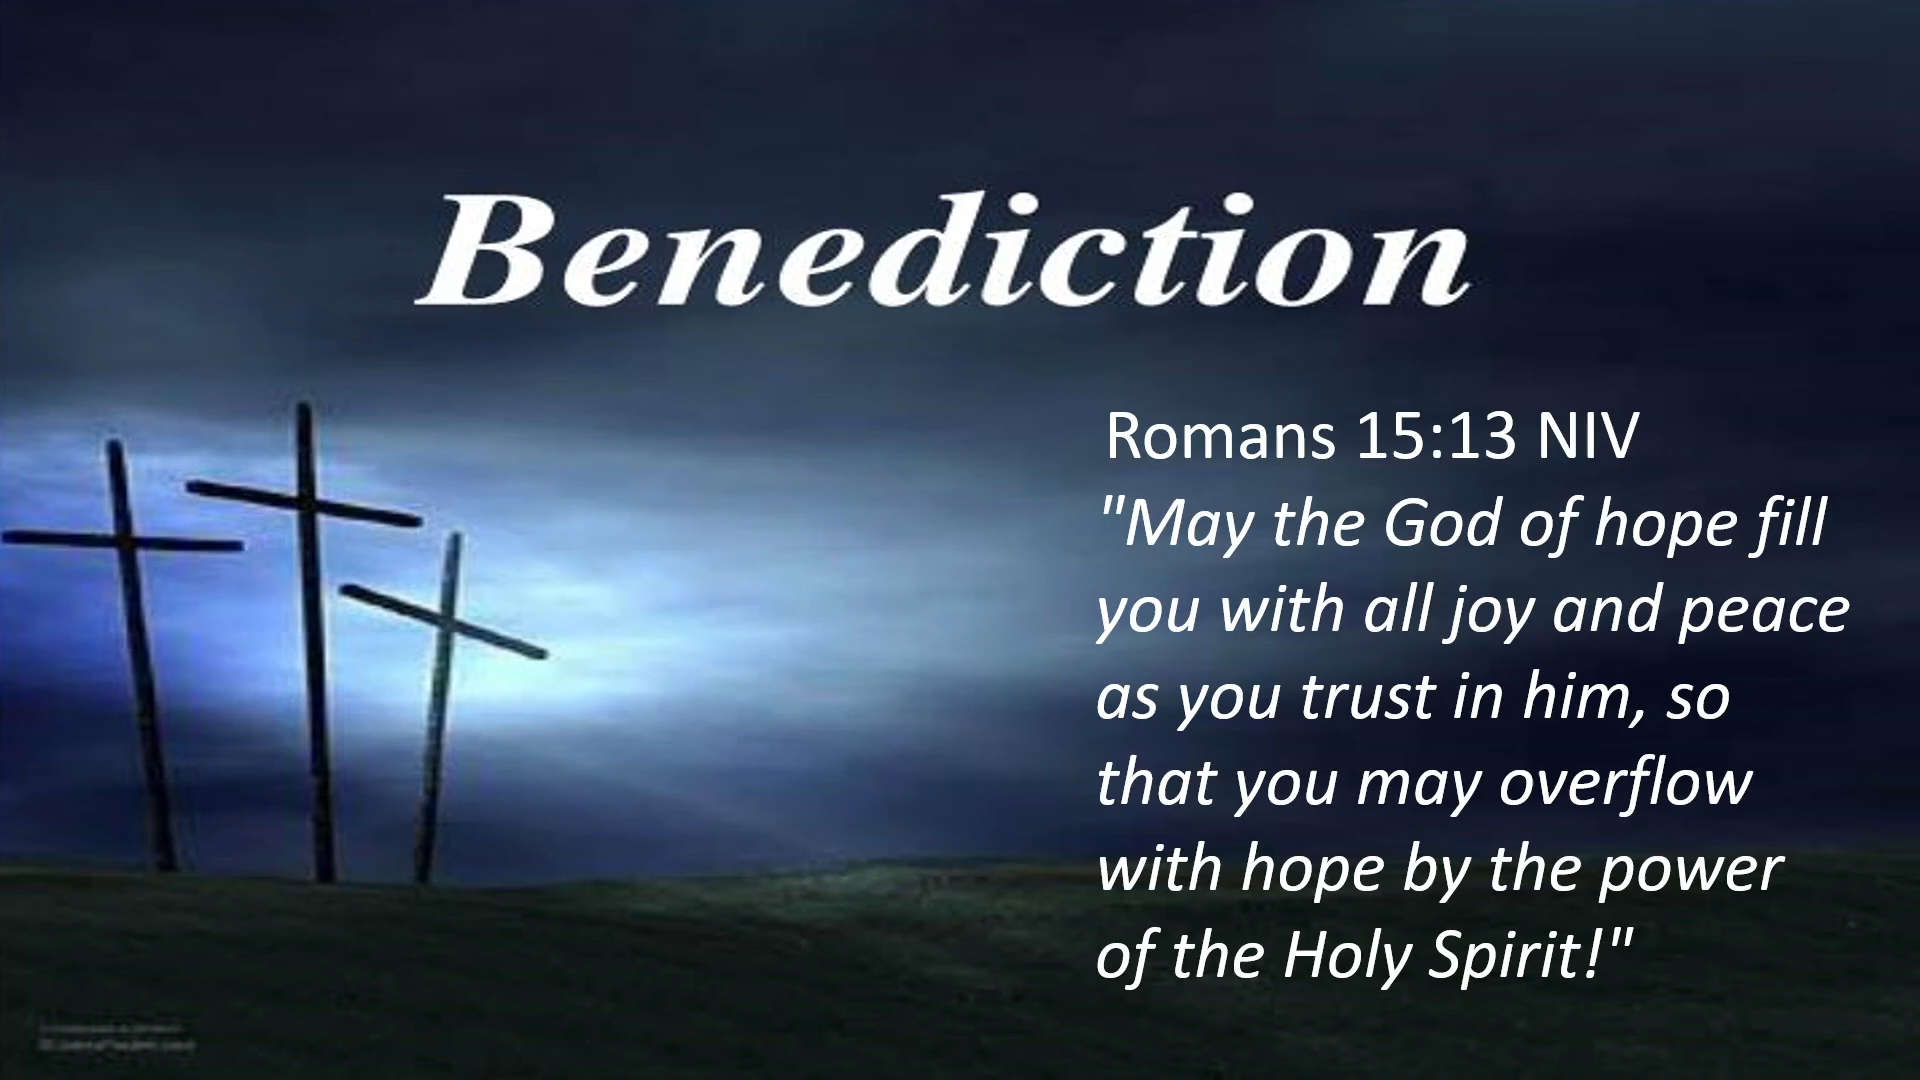 Benediction
Romans 15:13 NIV
"May the God of hope fill
you with all joy and peace
as you trust in him, so
that you may overflow
with hope by the power
of the Holy Spirit!"